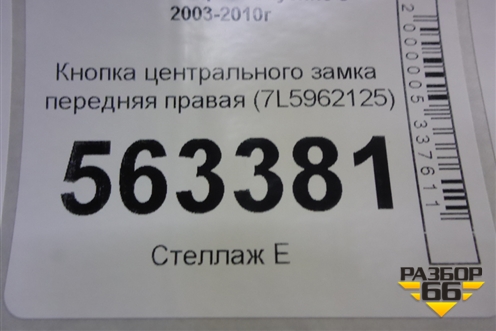 2003-2010г
Кнопка центрального замка
передняя правая (7L5962125)
563381
Стеллаж Е
2000005337611
РАЗБОР
66